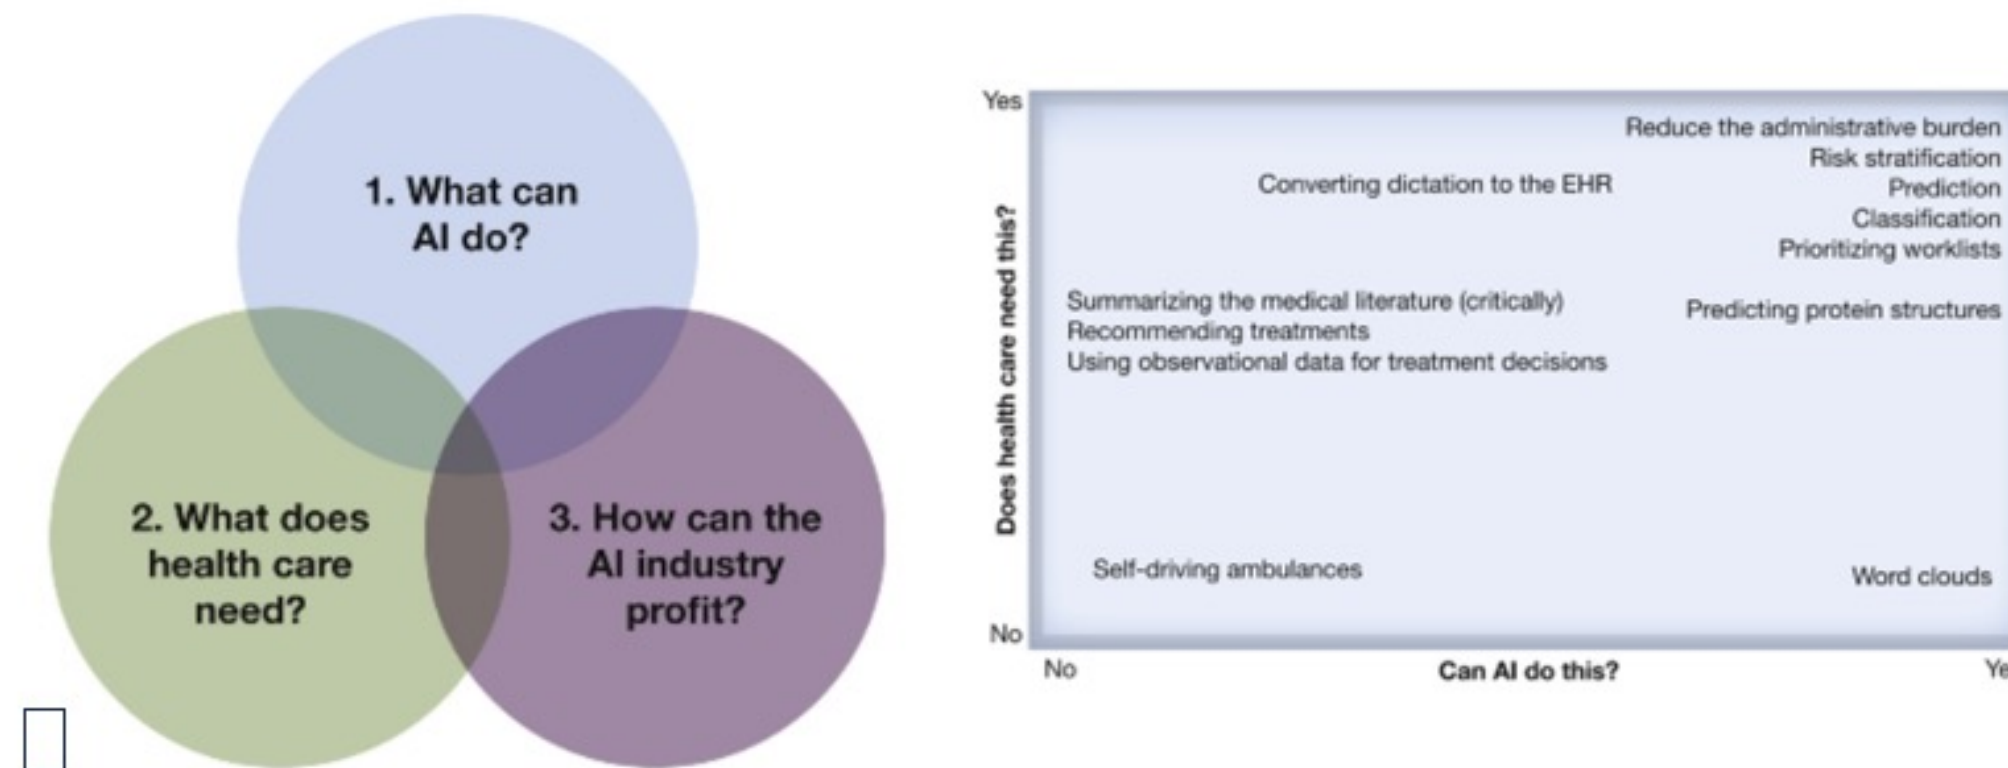 1. What can
AI do?
2. What does
health care
need?
3. How can the
AI industry
profit?
Yes
Does health care need this?
No
Reduce the administrative burden
Risk stratification
Converting dictation to the EHR
Prediction
Classification
Prioritizing worklists
Summarizing the medical literature (critically)
Predicting protein structures
Recommending treatments
Using observational data for treatment decisions
Self-driving ambulances
Word clouds
No
Can AI do this?
Ye